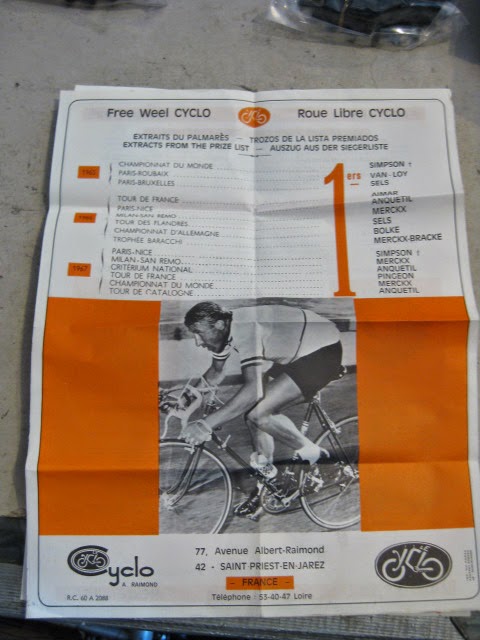 Free Weel CYCLO
Roue Libre CYCLO
EXTRAITS DU PALMARÈS — TROZOS DE LA LISTA PREMIADOS
EXTRACTS FROM THE PRIZE LIST — AUSZUG AUS DER SIEGERLISTE
1965
CHAMPIONNAT DU MONDE SIMPSON †
PARIS-ROUBAIX VAN-LOY
PARIS-BRUXELLES SELS
1ers
1966
TOUR DE FRANCE AIMAR
PARIS-NICE ANQUETIL
MILAN-SAN REMO MERCKX
TOUR DES FLANDRES SELS
CHAMPIONNAT D'ALLEMAGNE BOLKE
TROPHÉE BARACCHI MERCKX-BRACKE
1967
PARIS-NICE SIMPSON †
MILAN-SAN REMO MERCKX
CRITERIUM NATIONAL ANQUETIL
TOUR DE FRANCE PINGEON
CHAMPIONNAT DU MONDE MERCKX
TOUR DE CATALOGNE ANQUETIL
Cyclo
A. RAIMOND
R.C. 60 A 2088
77, Avenue Albert-Raimond
42 - SAINT-PRIEST-EN-JAREZ
— FRANCE —
Téléphone : 53-40-47 Loire